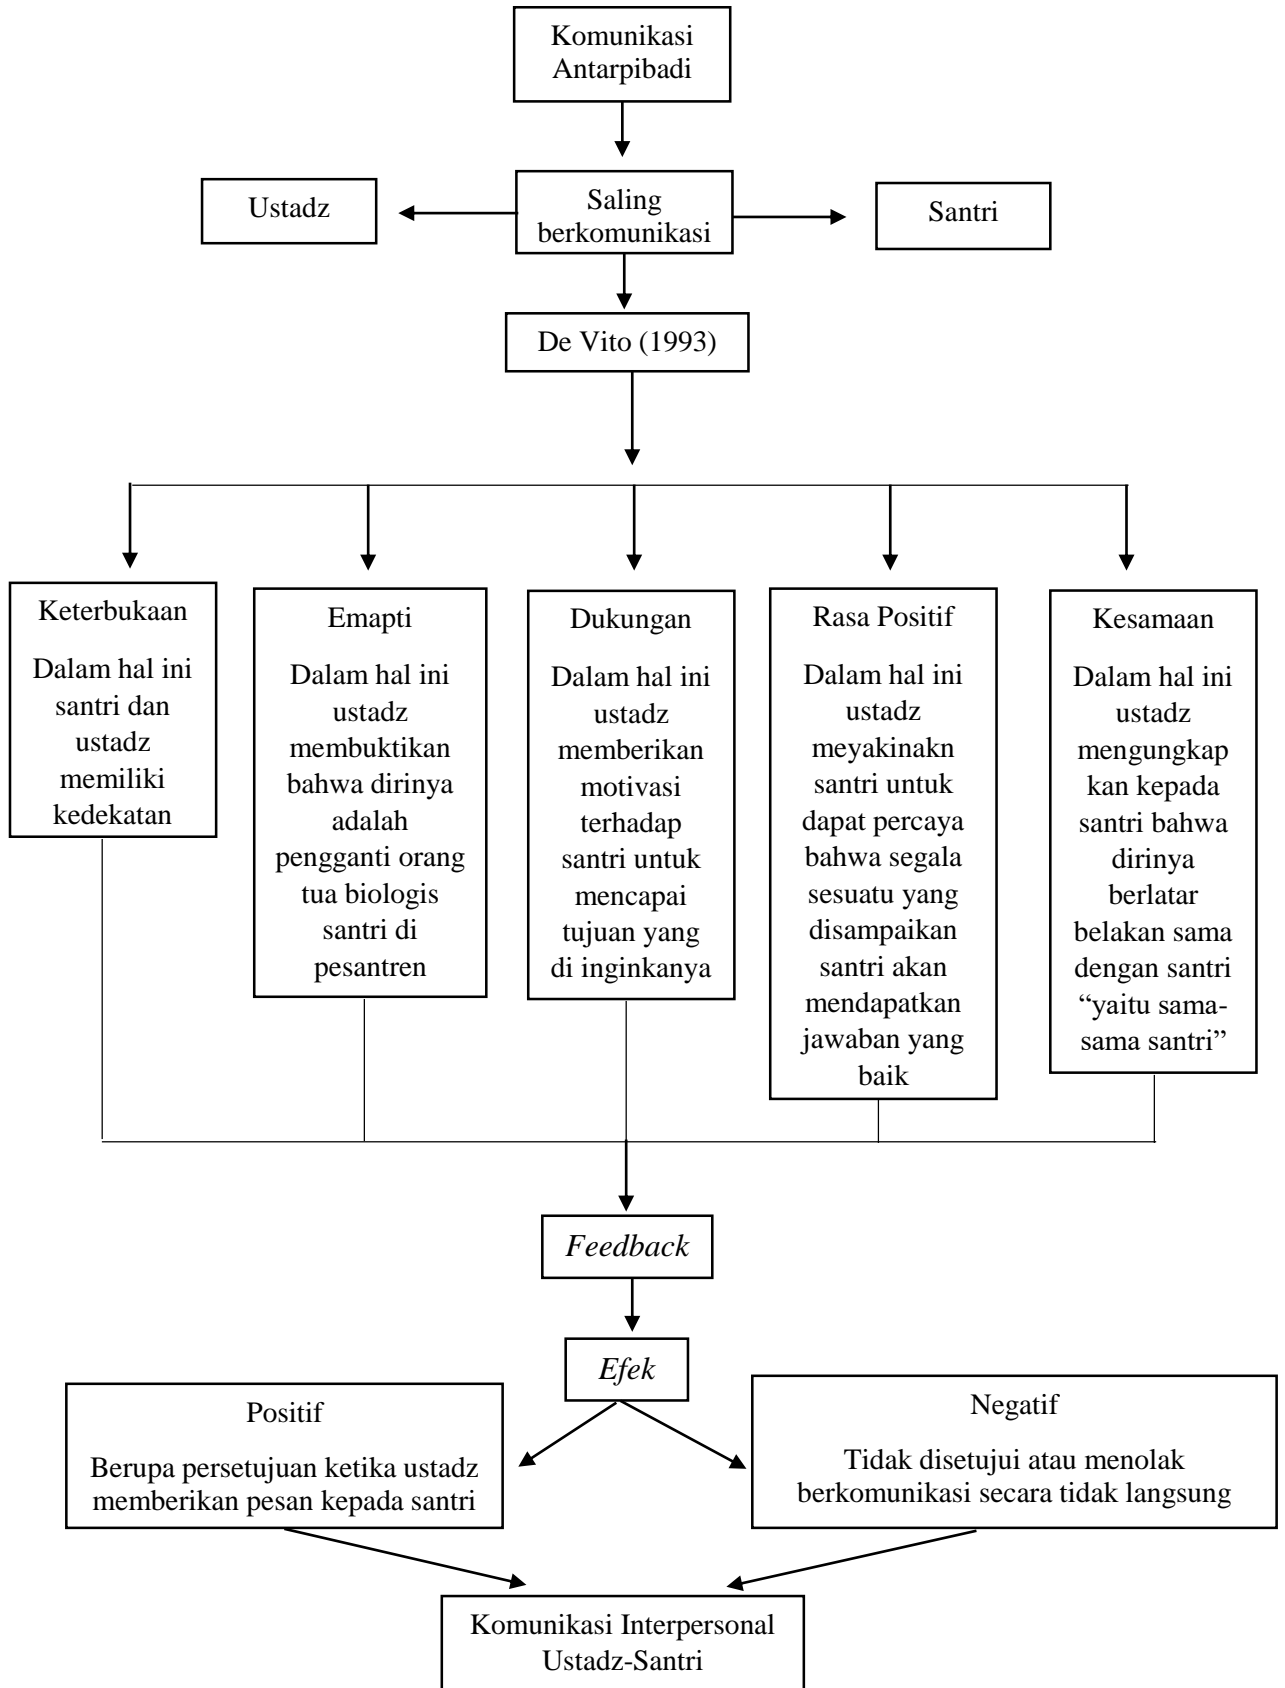 Komunikasi
Antarpibadi
Ustadz
Saling
berkomunikasi
Santri
De Vito (1993)
Keterbukaan
Dalam hal ini
santri dan
ustadz
memiliki
kedekatan
Emapti
Dalam hal ini
ustadz
membuktikan
bahwa dirinya
adalah
pengganti orang
tua biologis
santri di
pesantren
Dukungan
Dalam hal ini
ustadz
memberikan
motivasi
terhadap
santri untuk
mencapai
tujuan yang
di inginkanya
Rasa Positif
Dalam hal ini
ustadz
meyakinakn
santri untuk
dapat percaya
bahwa segala
sesuatu yang
disampaikan
santri akan
mendapatkan
jawaban yang
baik
Kesamaan
Dalam hal ini
ustadz
mengungkap
kan kepada
santri bahwa
dirinya
berlatar
belakan sama
dengan santri
“yaitu sama-
sama santri”
Feedback
Efek
Positif
Berupa persetujuan ketika ustadz
memberikan pesan kepada santri
Negatif
Tidak disetujui atau menolak
berkomunikasi secara tidak langsung
Komunikasi Interpersonal
Ustadz-Santri